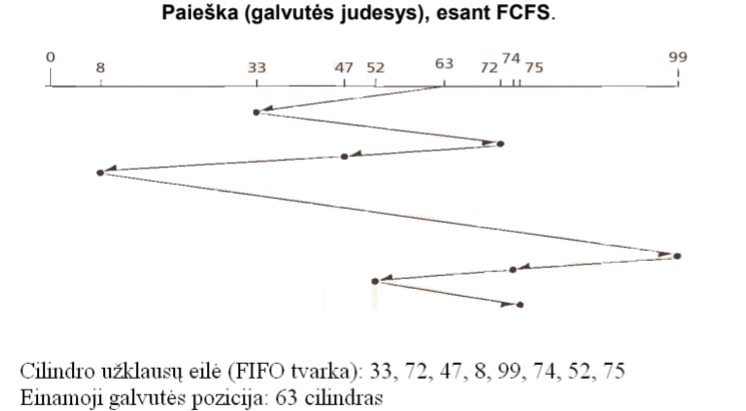 Paieška (galvutės judesys), esant FCFS.
0 8 33 47 52 63 72 74 75 99
Cilindro užklausų eilė (FIFO tvarka): 33, 72, 47, 8, 99, 74, 52, 75
Einamoji galvutės pozicija: 63 cilindras